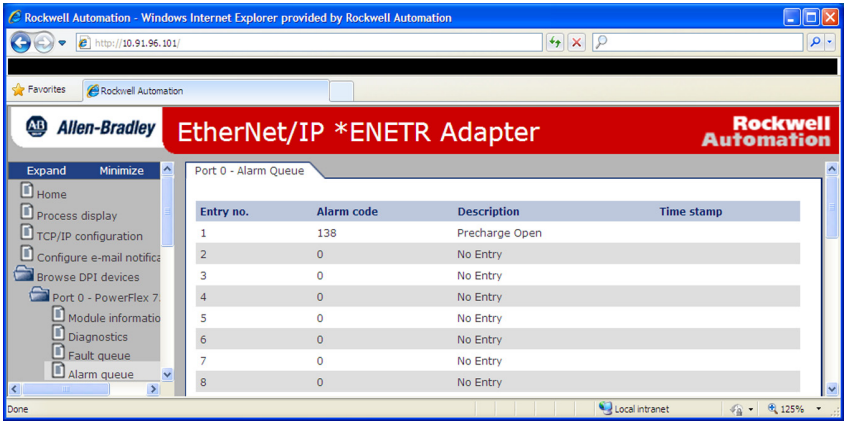 Rockwell Automation - Windows Internet Explorer provided by Rockwell Automation
http://10.91.96.101/
Favorites
Rockwell Automation
AB Allen-Bradley
EtherNet/IP *ENETR Adapter
Rockwell
Automation
Expand Minimize
Port 0 - Alarm Queue
Home
Process display
TCP/IP configuration
Configure e-mail notifica
Browse DPI devices
Port 0 - PowerFlex 7
Module informatio
Diagnostics
Fault queue
Alarm queue
Entry no. Alarm code Description Time stamp
1 138 Precharge Open
2 0 No Entry
3 0 No Entry
4 0 No Entry
5 0 No Entry
6 0 No Entry
7 0 No Entry
8 0 No Entry
Done
Local intranet
125%